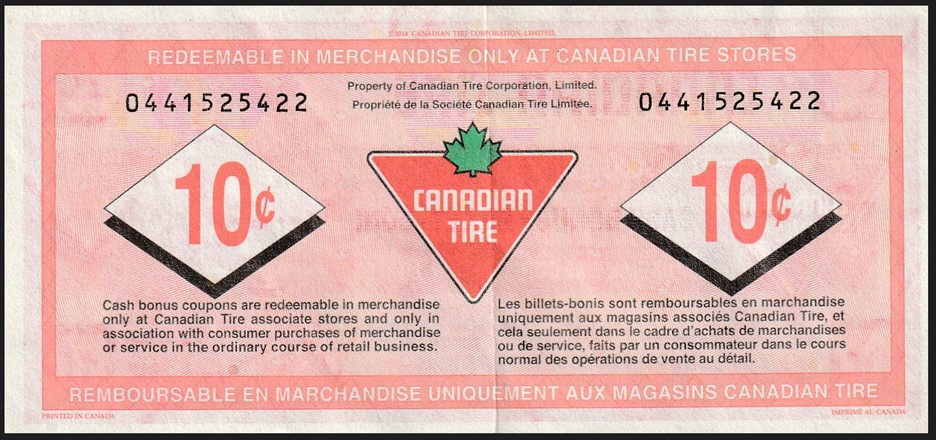 ©2014 CANADIAN TIRE CORPORATION, LIMITED.
REDEEMABLE IN MERCHANDISE ONLY AT CANADIAN TIRE STORES
Property of Canadian Tire Corporation, Limited.
Propriété de la Société Canadian Tire Limitée.
0441525422
0441525422
10¢
CANADIAN
TIRE
10¢
Cash bonus coupons are redeemable in merchandise
only at Canadian Tire associate stores and only in
association with consumer purchases of merchandise
or service in the ordinary course of retail business.
Les billets-bonis sont remboursables en marchandise
uniquement aux magasins associés Canadian Tire, et
cela seulement dans le cadre d'achats de marchandises
ou de service, faits par un consommateur dans le cours
normal des opérations de vente au détail.
REMBOURSABLE EN MARCHANDISE UNIQUEMENT AUX MAGASINS CANADIAN TIRE
PRINTED IN CANADA
IMPRIMÉ AU CANADA